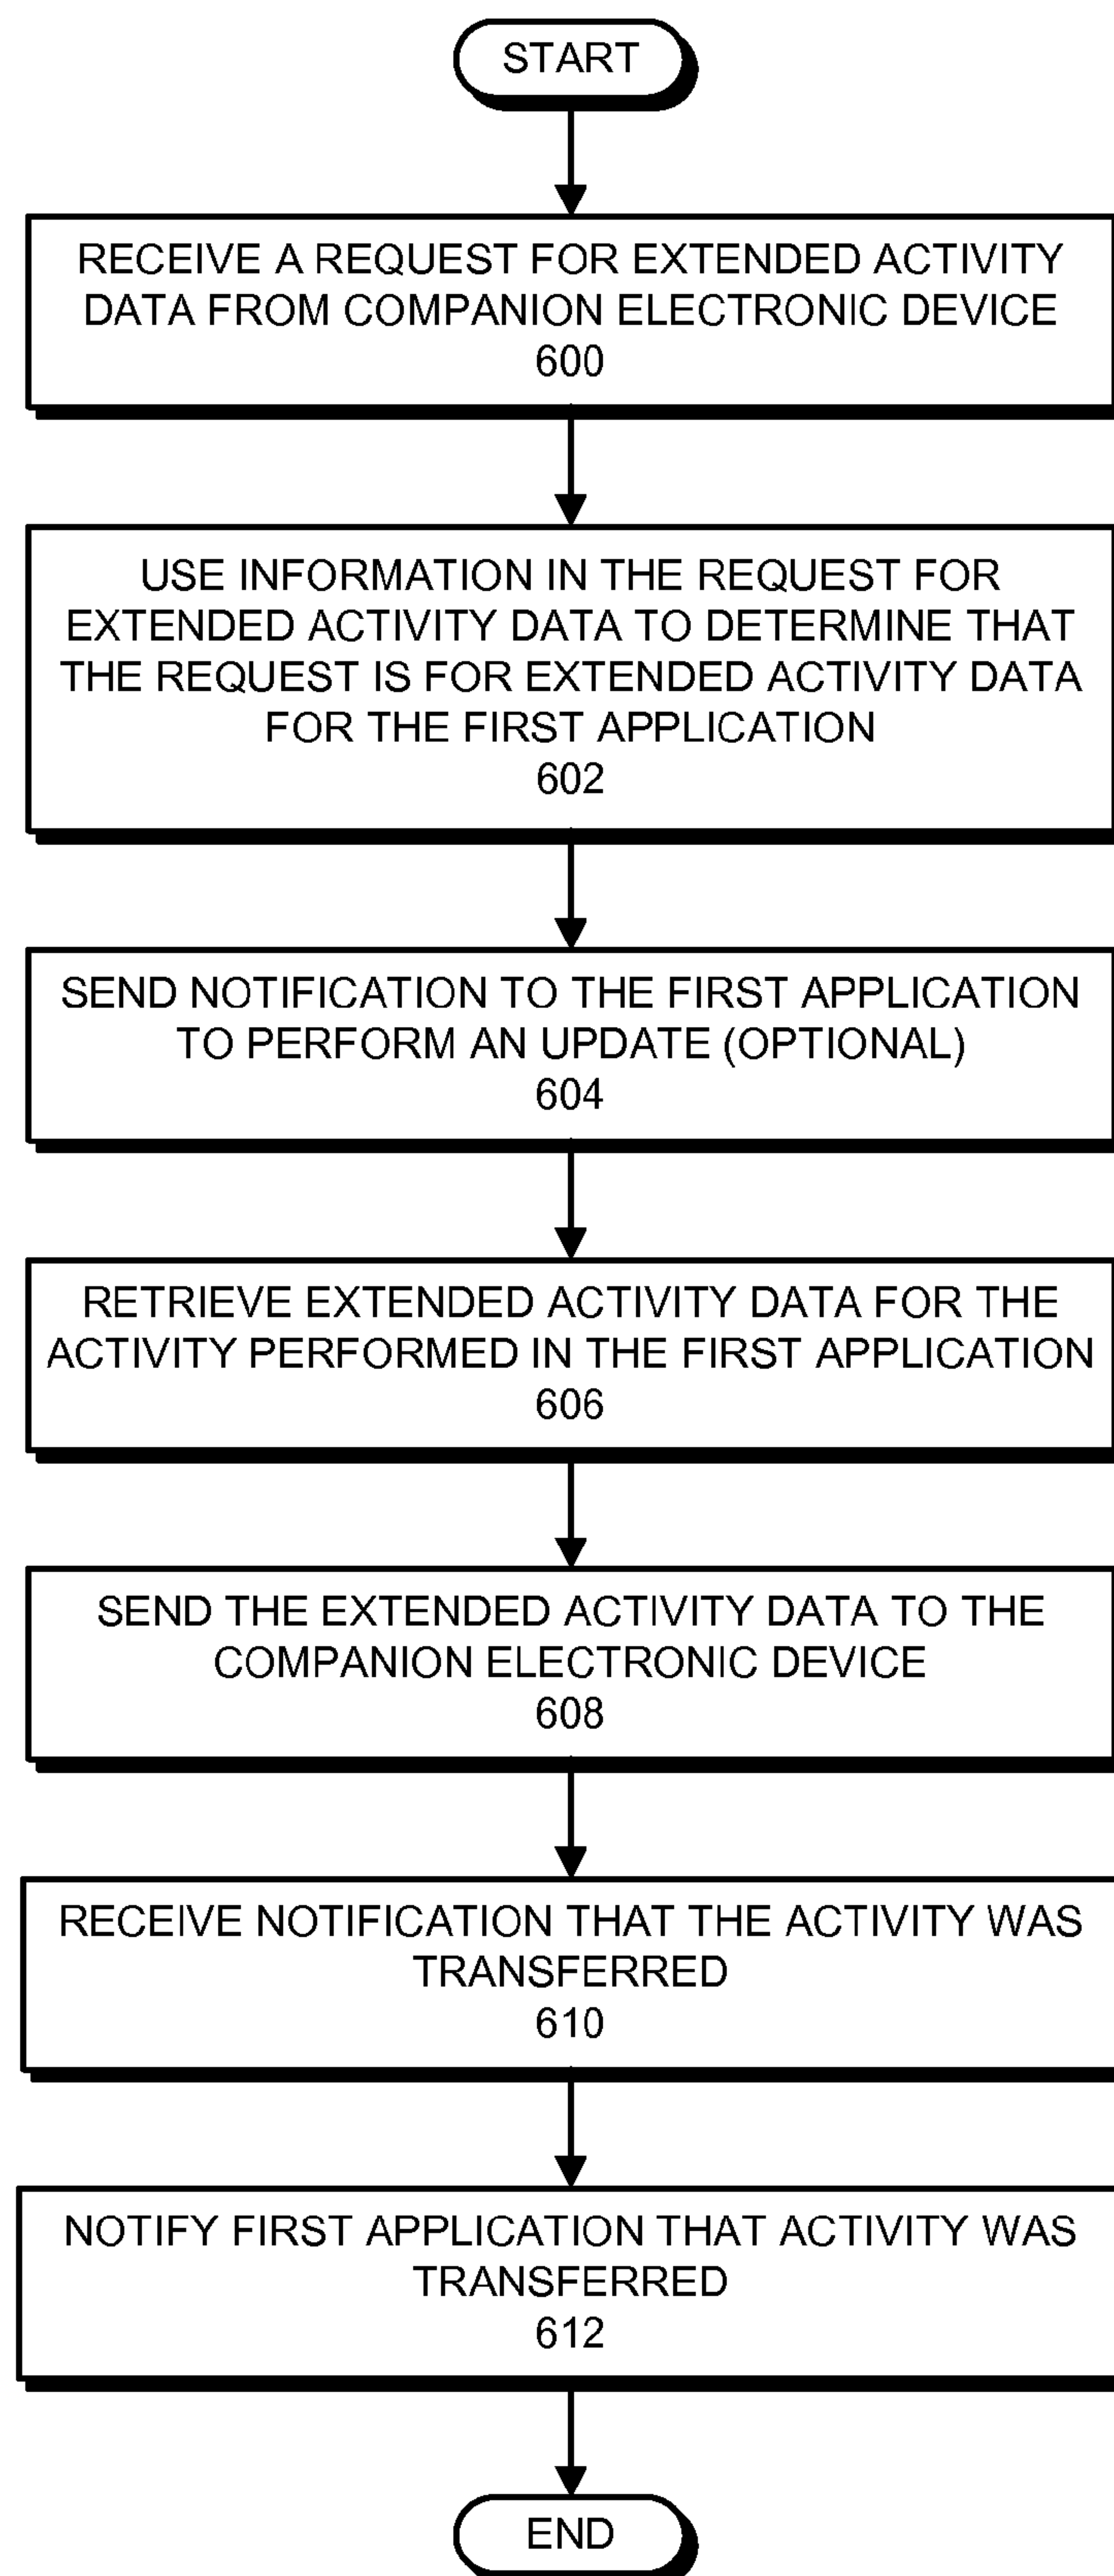 START
RECEIVE A REQUEST FOR EXTENDED ACTIVITY
DATA FROM COMPANION ELECTRONIC DEVICE
600
USE INFORMATION IN THE REQUEST FOR
EXTENDED ACTIVITY DATA TO DETERMINE THAT
THE REQUEST IS FOR EXTENDED ACTIVITY DATA
FOR THE FIRST APPLICATION
602
SEND NOTIFICATION TO THE FIRST APPLICATION
TO PERFORM AN UPDATE (OPTIONAL)
604
RETRIEVE EXTENDED ACTIVITY DATA FOR THE
ACTIVITY PERFORMED IN THE FIRST APPLICATION
606
SEND THE EXTENDED ACTIVITY DATA TO THE
COMPANION ELECTRONIC DEVICE
608
RECEIVE NOTIFICATION THAT THE ACTIVITY WAS
TRANSFERRED
610
NOTIFY FIRST APPLICATION THAT ACTIVITY WAS
TRANSFERRED
612
END